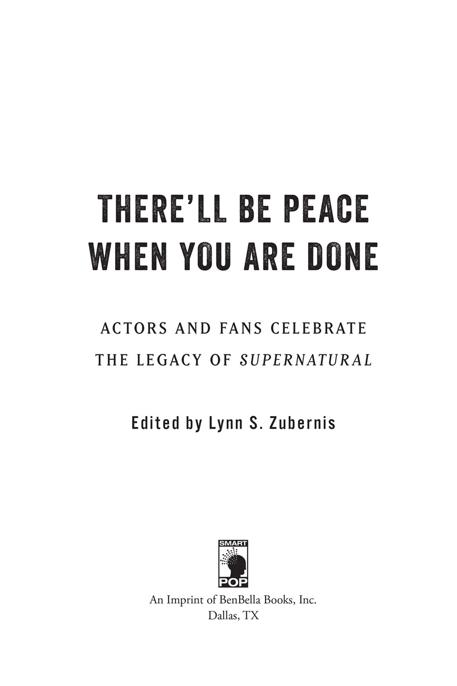 THERE'LL BE PEACE
WHEN YOU ARE DONE
ACTORS AND FANS CELEBRATE
THE LEGACY OF SUPERNATURAL
Edited by Lynn S. Zubernis
SMART
POP
An Imprint of BenBella Books, Inc.
Dallas, TX